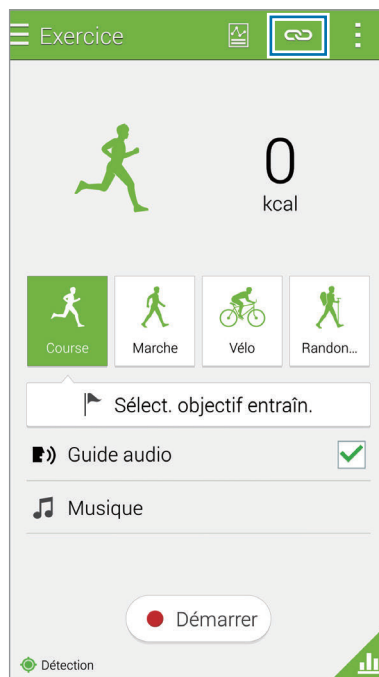 Exercice
0
kcal
Course
Marche
Vélo
Randon...
Sélect. objectif entraîn.
Guide audio
Musique
Démarrer
Détection